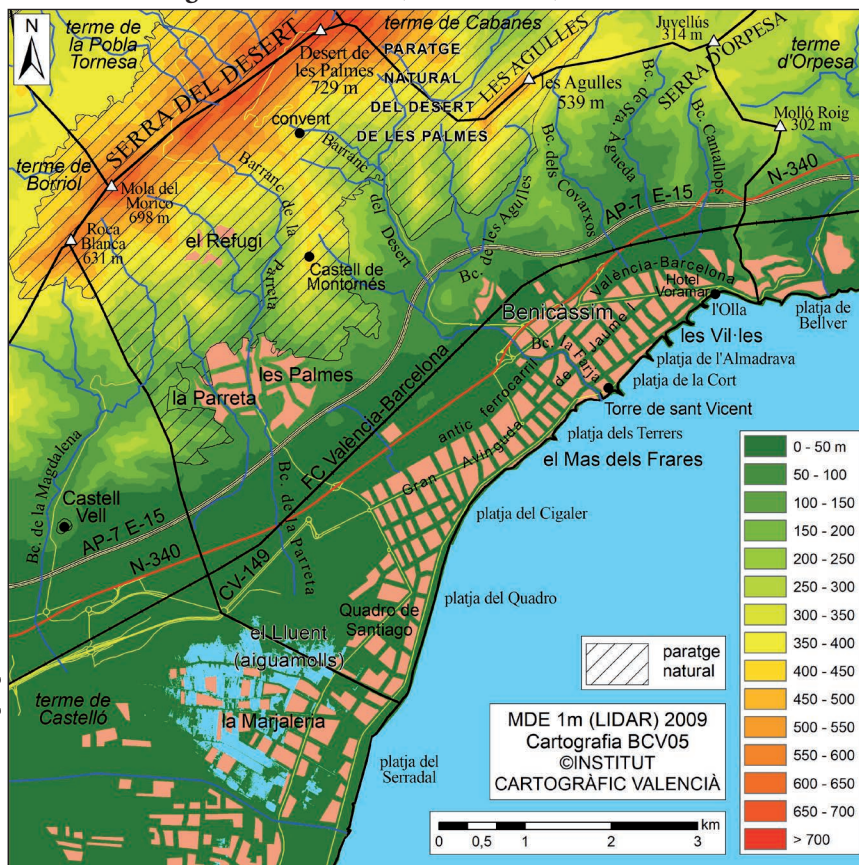 N
terme de
la Pobla
Tornesa
terme de Cabanes
Juvellús
314 m
terme
d'Orpesa
SERRA DEL DESERT
Desert de
les Palmes
729 m
PARATGE
NATURAL
DEL DESERT
DE LES PALMES
LES AGULLES
les Agulles
539 m
SERRA D'ORPESA
Molló Roig
302 m
convent
Bc. de Sta. Agueda
Bc. dels Covarxos
Bc. Cantallops
terme de
Borriol
Mola del
Morico
698 m
Roca
Blanca
631 m
Barranc de la Parreta
Barranc del Desert
Bc. de les Agulles
AP-7 E-15
N-340
el Refugi
Castell de
Montornés
València-Barcelona
Hotel
Voramar
l'Olla
platja de
Bellver
Benicàssim
les Vil·les
platja de l'Almadrava
platja de la Cort
Bc. la Farja
Gran Avinguda de Jaume I
antic ferrocarril
FC València-Barcelona
les Palmes
la Parreta
Torre de sant Vicent
platja dels Terrers
el Mas dels Frares
platja del Cigaler
Bc. de la Magdalena
Castell
Vell
AP-7 E-15
N-340
CV-149
Bc. de la Parreta
platja del Quadro
Quadro de
Santiago
el Lluent
(aiguamolls)
la Marjaleria
terme de
Castelló
platja del
Serradal
0 - 50 m
50 - 100
100 - 150
150 - 200
200 - 250
250 - 300
300 - 350
350 - 400
400 - 450
450 - 500
500 - 550
550 - 600
600 - 650
650 - 700
> 700
paratge
natural
MDE 1m (LIDAR) 2009
Cartografia BCV05
©INSTITUT
CARTOGRÀFIC VALENCIÀ
km
0 0,5 1 2 3